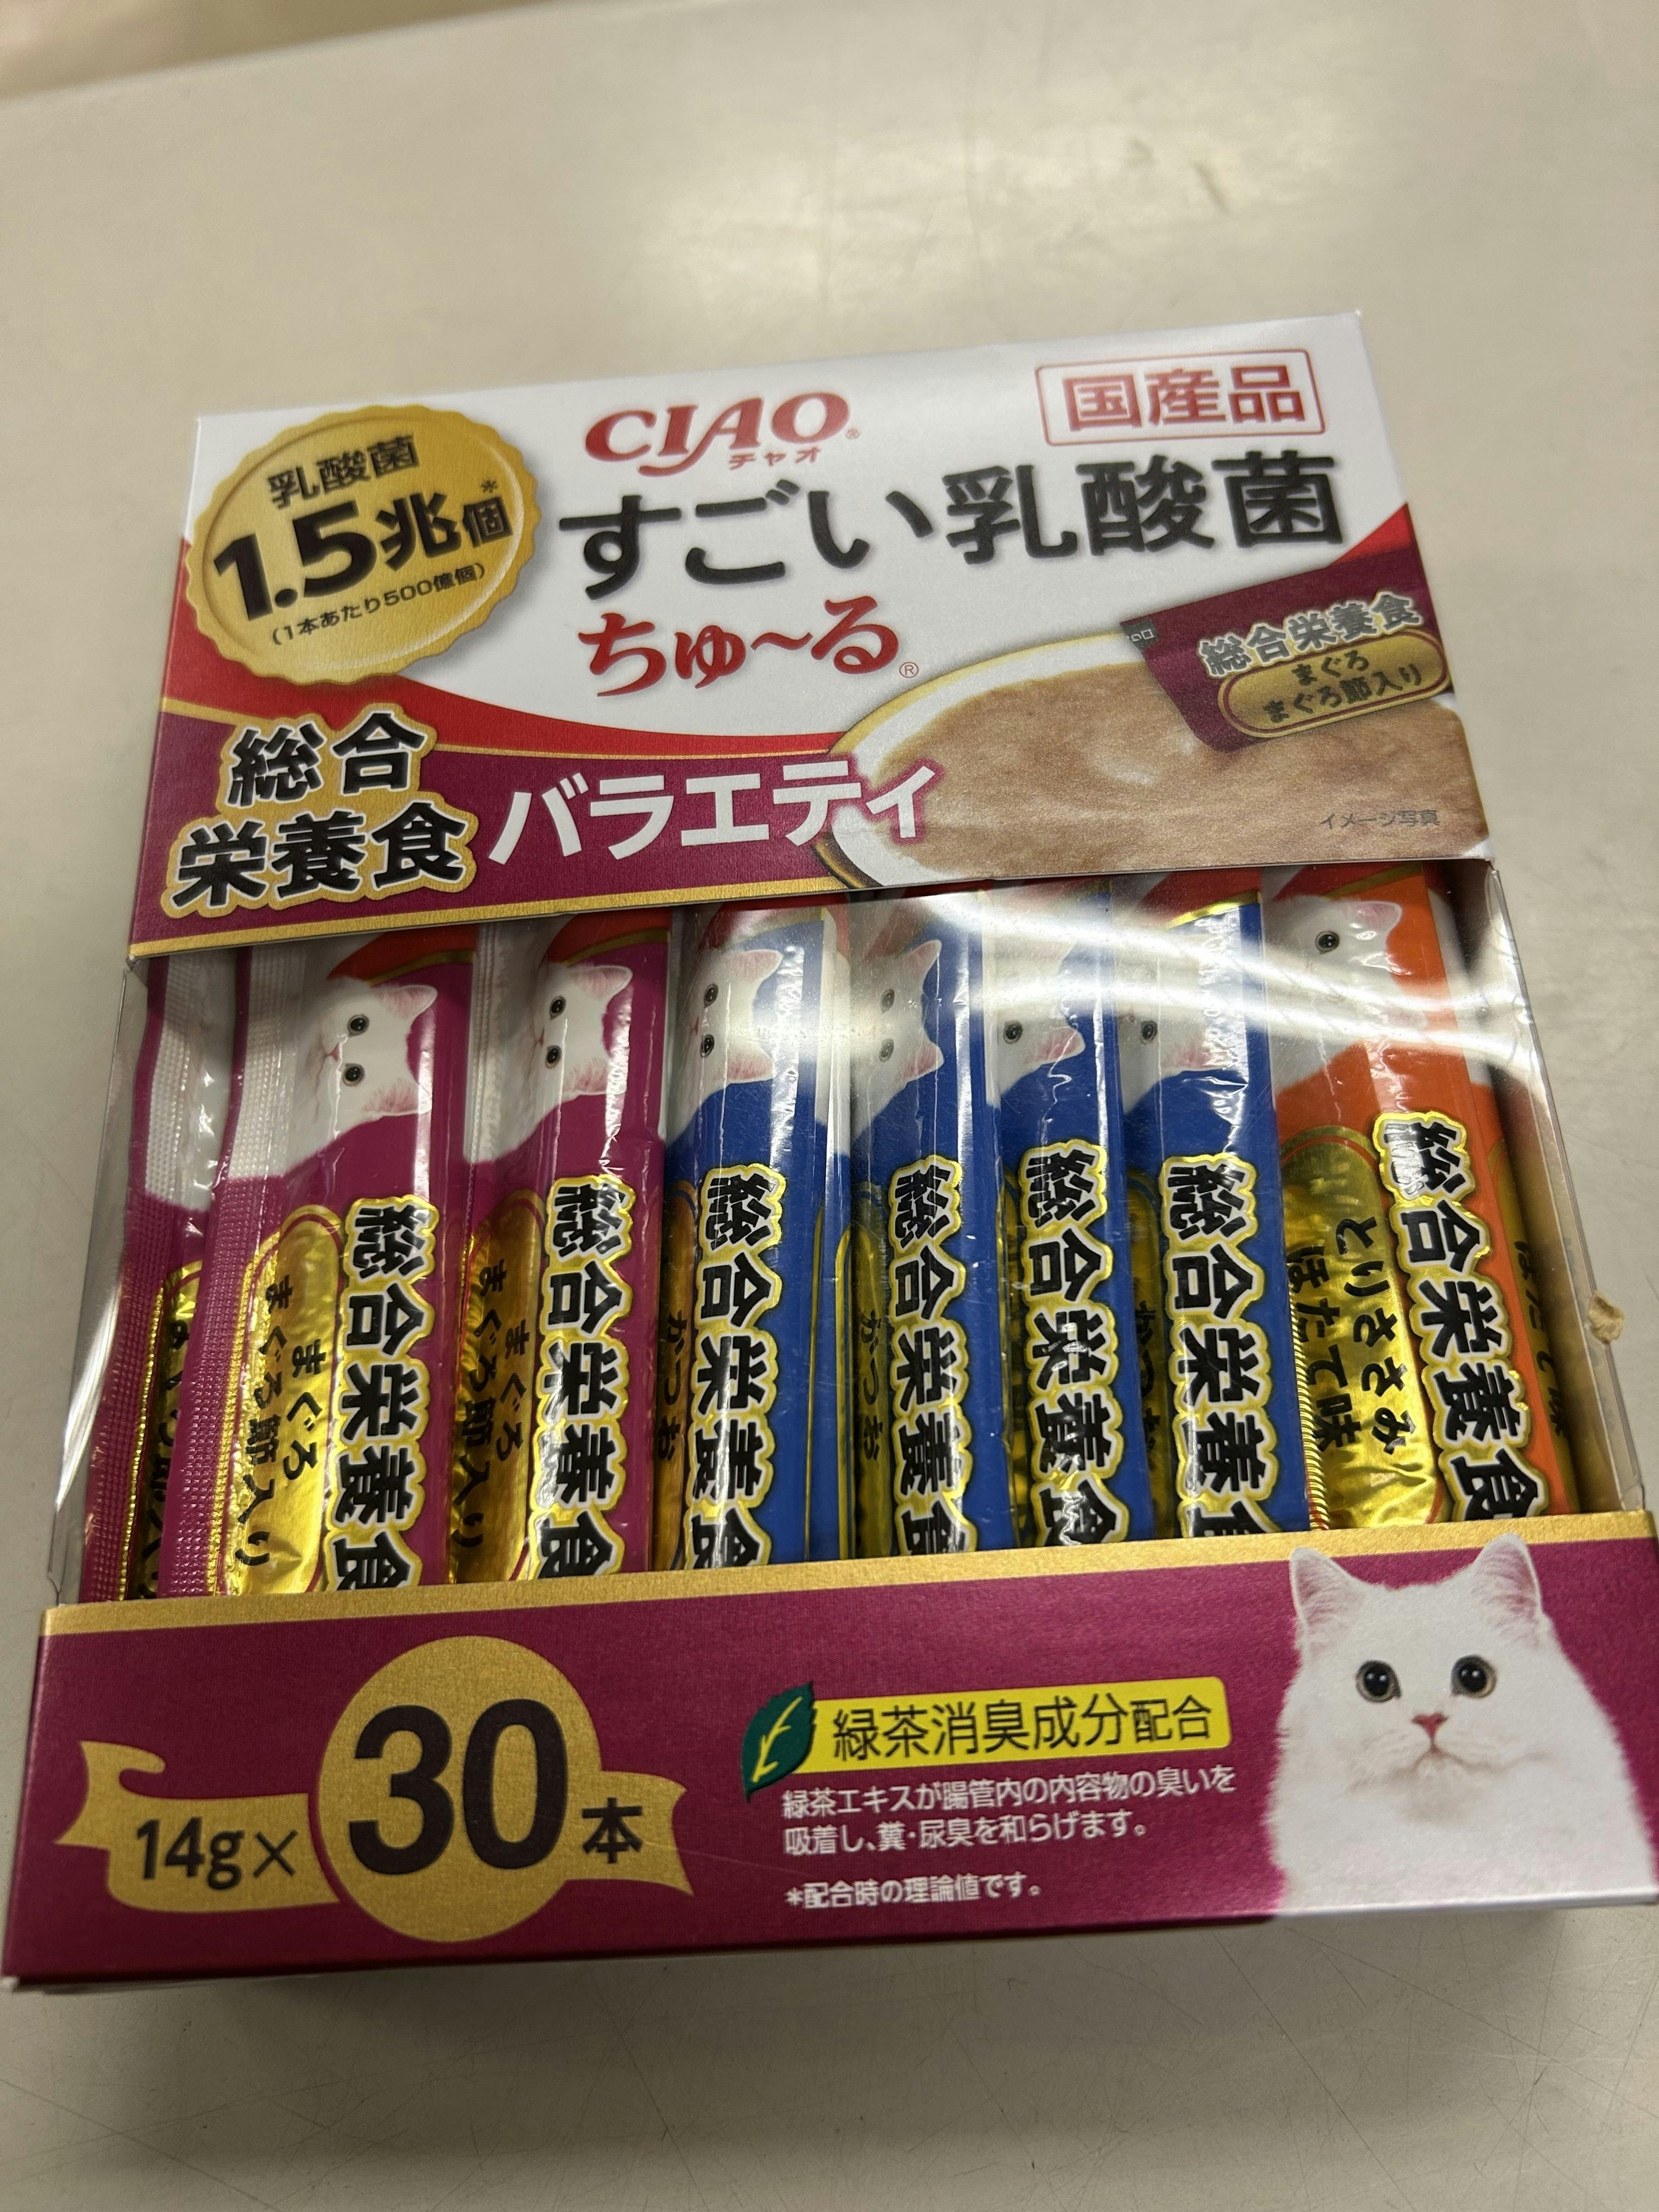 国産品
CIAO®
チャオ
乳酸菌
1.5兆個*
(1本あたり500億個)
すごい乳酸菌
ちゅ〜る®
総合栄養食
まぐろ
まぐろ節入り
総合
栄養食
バラエティ
イメージ写真
総合栄養食
まぐろ
まぐろ節入り
総合栄養食
まぐろ
まぐろ節入り
総合栄養食
かつお
総合栄養食
かつお
総合栄養食
総合栄養食
かつお
総合栄養食
とりささみ
ほたて味
ほたて味
14g×
30本
緑茶消臭成分配合
緑茶エキスが腸管内の内容物の臭いを
吸着し、糞・尿臭を和らげます。
*配合時の理論値です。